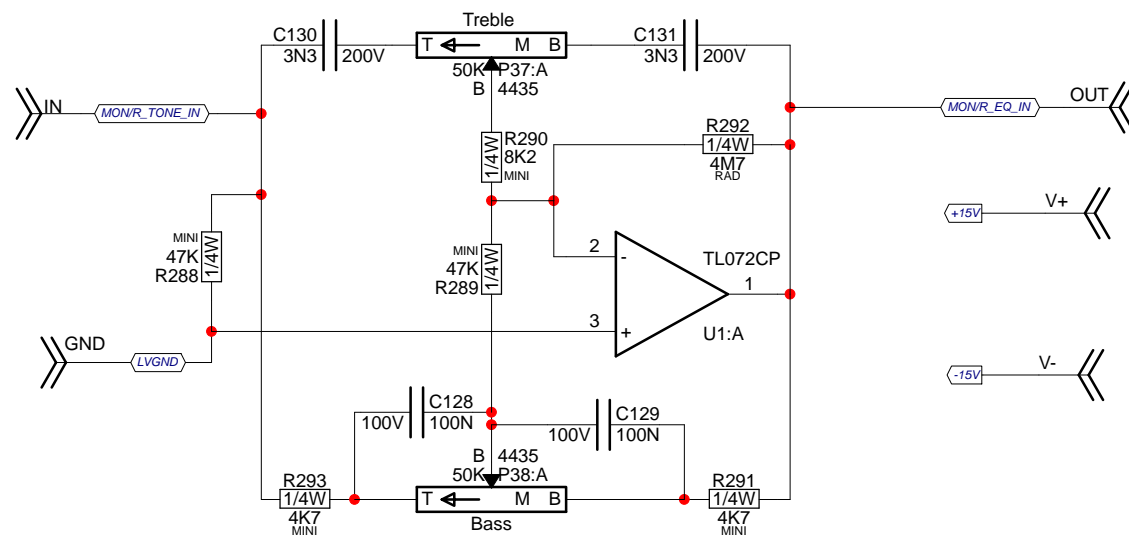 Treble
C130
3N3
200V
T
M
B
C131
3N3
200V
50K
P37:A
B
4435
IN
MON/R_TONE_IN
MON/R_EQ_IN
OUT
1/4W
R290
8K2
MINI
R292
1/4W
4M7
RAD
+15V
V+
MINI
47K
R288
1/4W
MINI
47K
R289
1/4W
2
-
TL072CP
1
3
+
U1:A
GND
LVGND
-15V
V-
C128
100V
100N
C129
100V
100N
B
4435
50K
P38:A
R293
1/4W
4K7
MINI
T
M
B
Bass
R291
1/4W
4K7
MINI